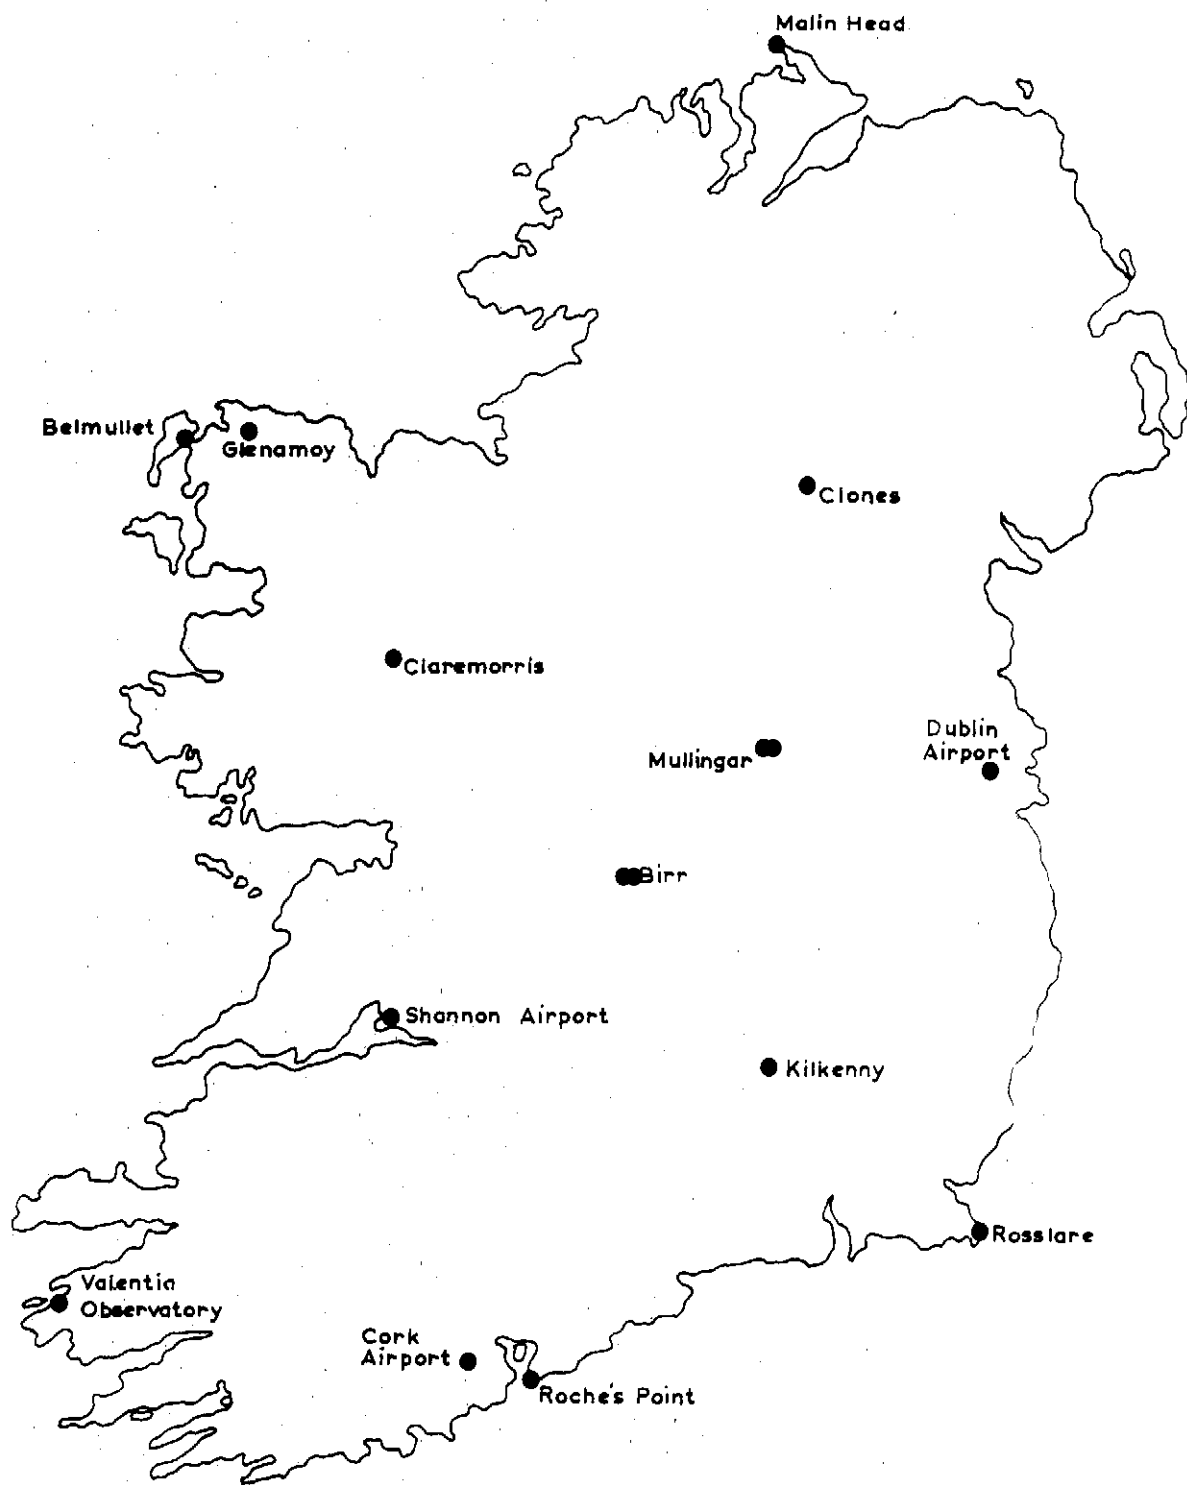 Malin Head
Belmullet
Glenamoy
Clones
Claremorris
Dublin
Airport
Mullingar
Birr
Shannon Airport
Kilkenny
Rosslare
Valentia
Observatory
Cork
Airport
Roche's Point